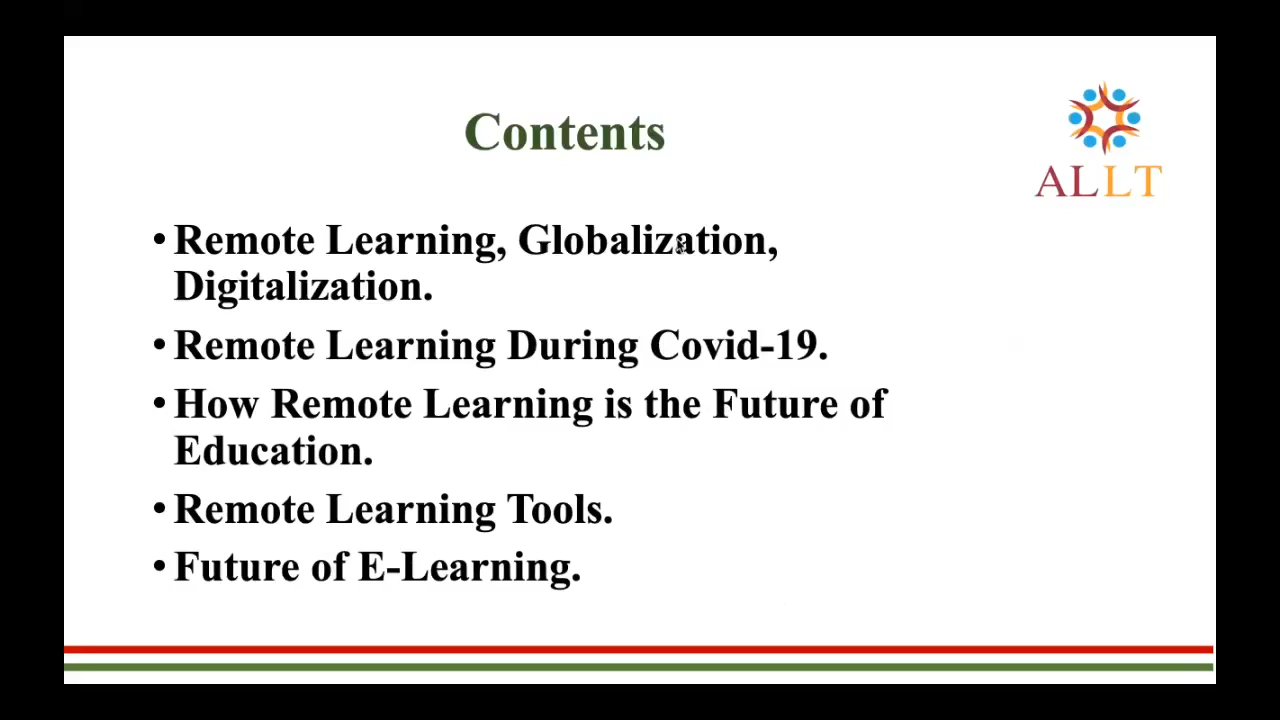 Contents
ALLT
• Remote Learning, Globalization,
Digitalization.
• Remote Learning During Covid-19.
• How Remote Learning is the Future of
Education.
• Remote Learning Tools.
• Future of E-Learning.